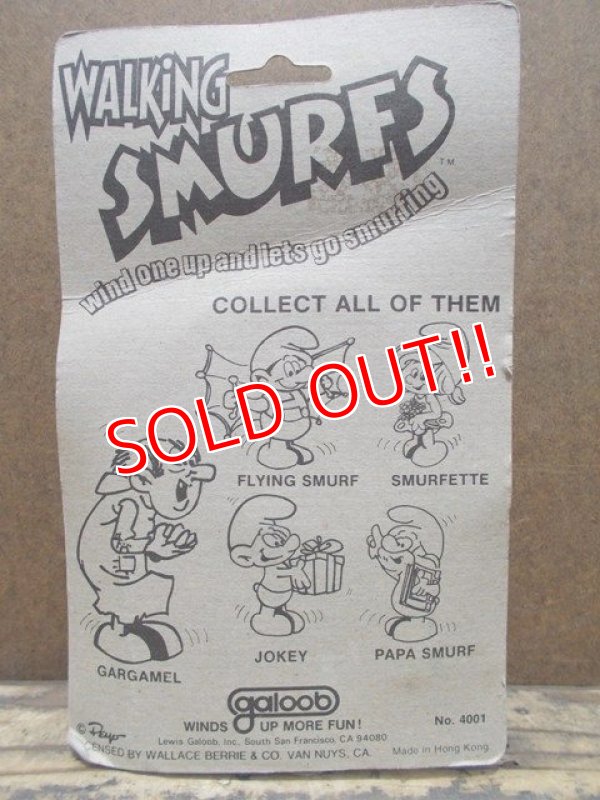 WALKiNG
SMURFS
TM
wind one up and lets go smurfing
COLLECT ALL OF THEM
SOLD OUT!!
FLYING SMURF
SMURFETTE
GARGAMEL
JOKEY
PAPA SMURF
galoob
WINDS UP MORE FUN!
No. 4001
© Peyo
Lewis Galoob, Inc. South San Francisco, CA 94080
CENSED BY WALLACE BERRIE & CO. VAN NUYS, CA.
Made in Hong Kong